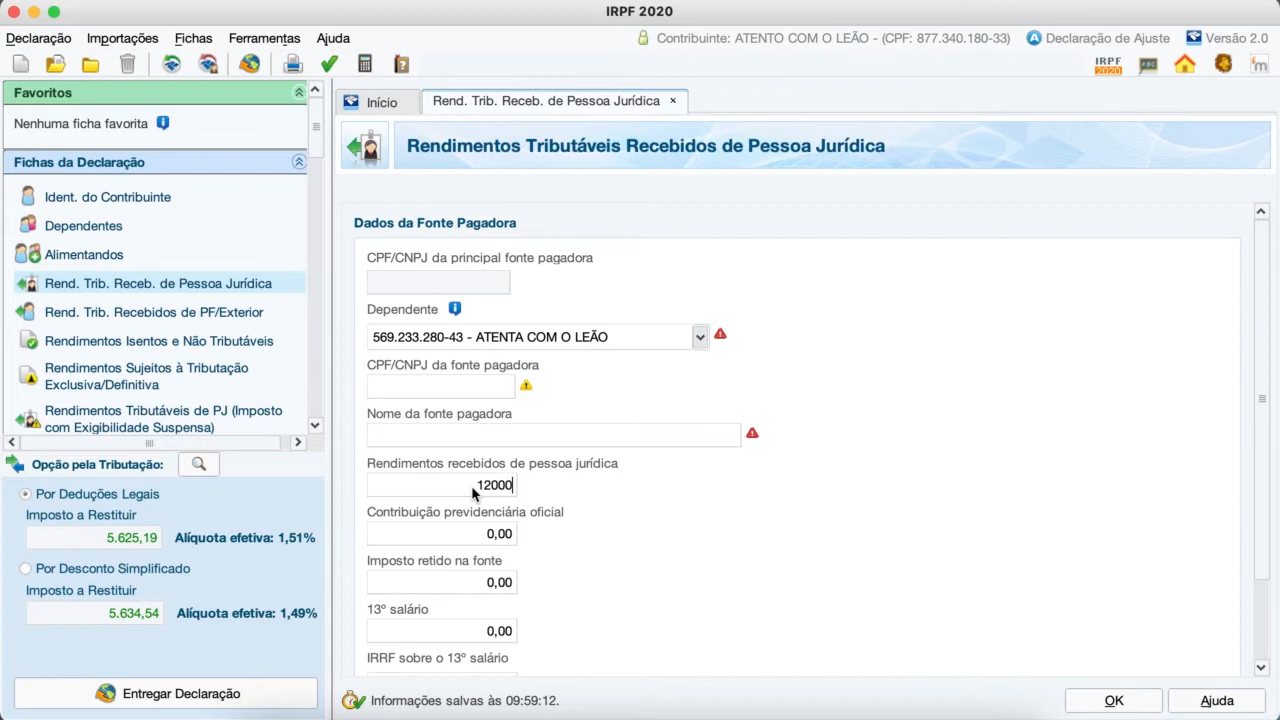 IRPF 2020
Declaração Importações Fichas Ferramentas Ajuda
Contribuinte: ATENTO COM O LEÃO - (CPF: 877.340.180-33) Declaração de Ajuste Versão 2.0
IRPF
2020
Favoritos
Nenhuma ficha favorita
Fichas da Declaração
Ident. do Contribuinte
Dependentes
Alimentandos
Rend. Trib. Receb. de Pessoa Jurídica
Rend. Trib. Recebidos de PF/Exterior
Rendimentos Isentos e Não Tributáveis
Rendimentos Sujeitos à Tributação
Exclusiva/Definitiva
Rendimentos Tributáveis de PJ (Imposto
com Exigibilidade Suspensa)
Opção pela Tributação:
Por Deduções Legais
Imposto a Restituir
5.625,19 Alíquota efetiva: 1,51%
Por Desconto Simplificado
Imposto a Restituir
5.634,54 Alíquota efetiva: 1,49%
Entregar Declaração
Início Rend. Trib. Receb. de Pessoa Jurídica ×
Rendimentos Tributáveis Recebidos de Pessoa Jurídica
Dados da Fonte Pagadora
CPF/CNPJ da principal fonte pagadora
Dependente
569.233.280-43 - ATENTA COM O LEÃO
CPF/CNPJ da fonte pagadora
Nome da fonte pagadora
Rendimentos recebidos de pessoa jurídica
12000
Contribuição previdenciária oficial
0,00
Imposto retido na fonte
0,00
13º salário
0,00
IRRF sobre o 13º salário
Informações salvas às 09:59:12.
OK Ajuda